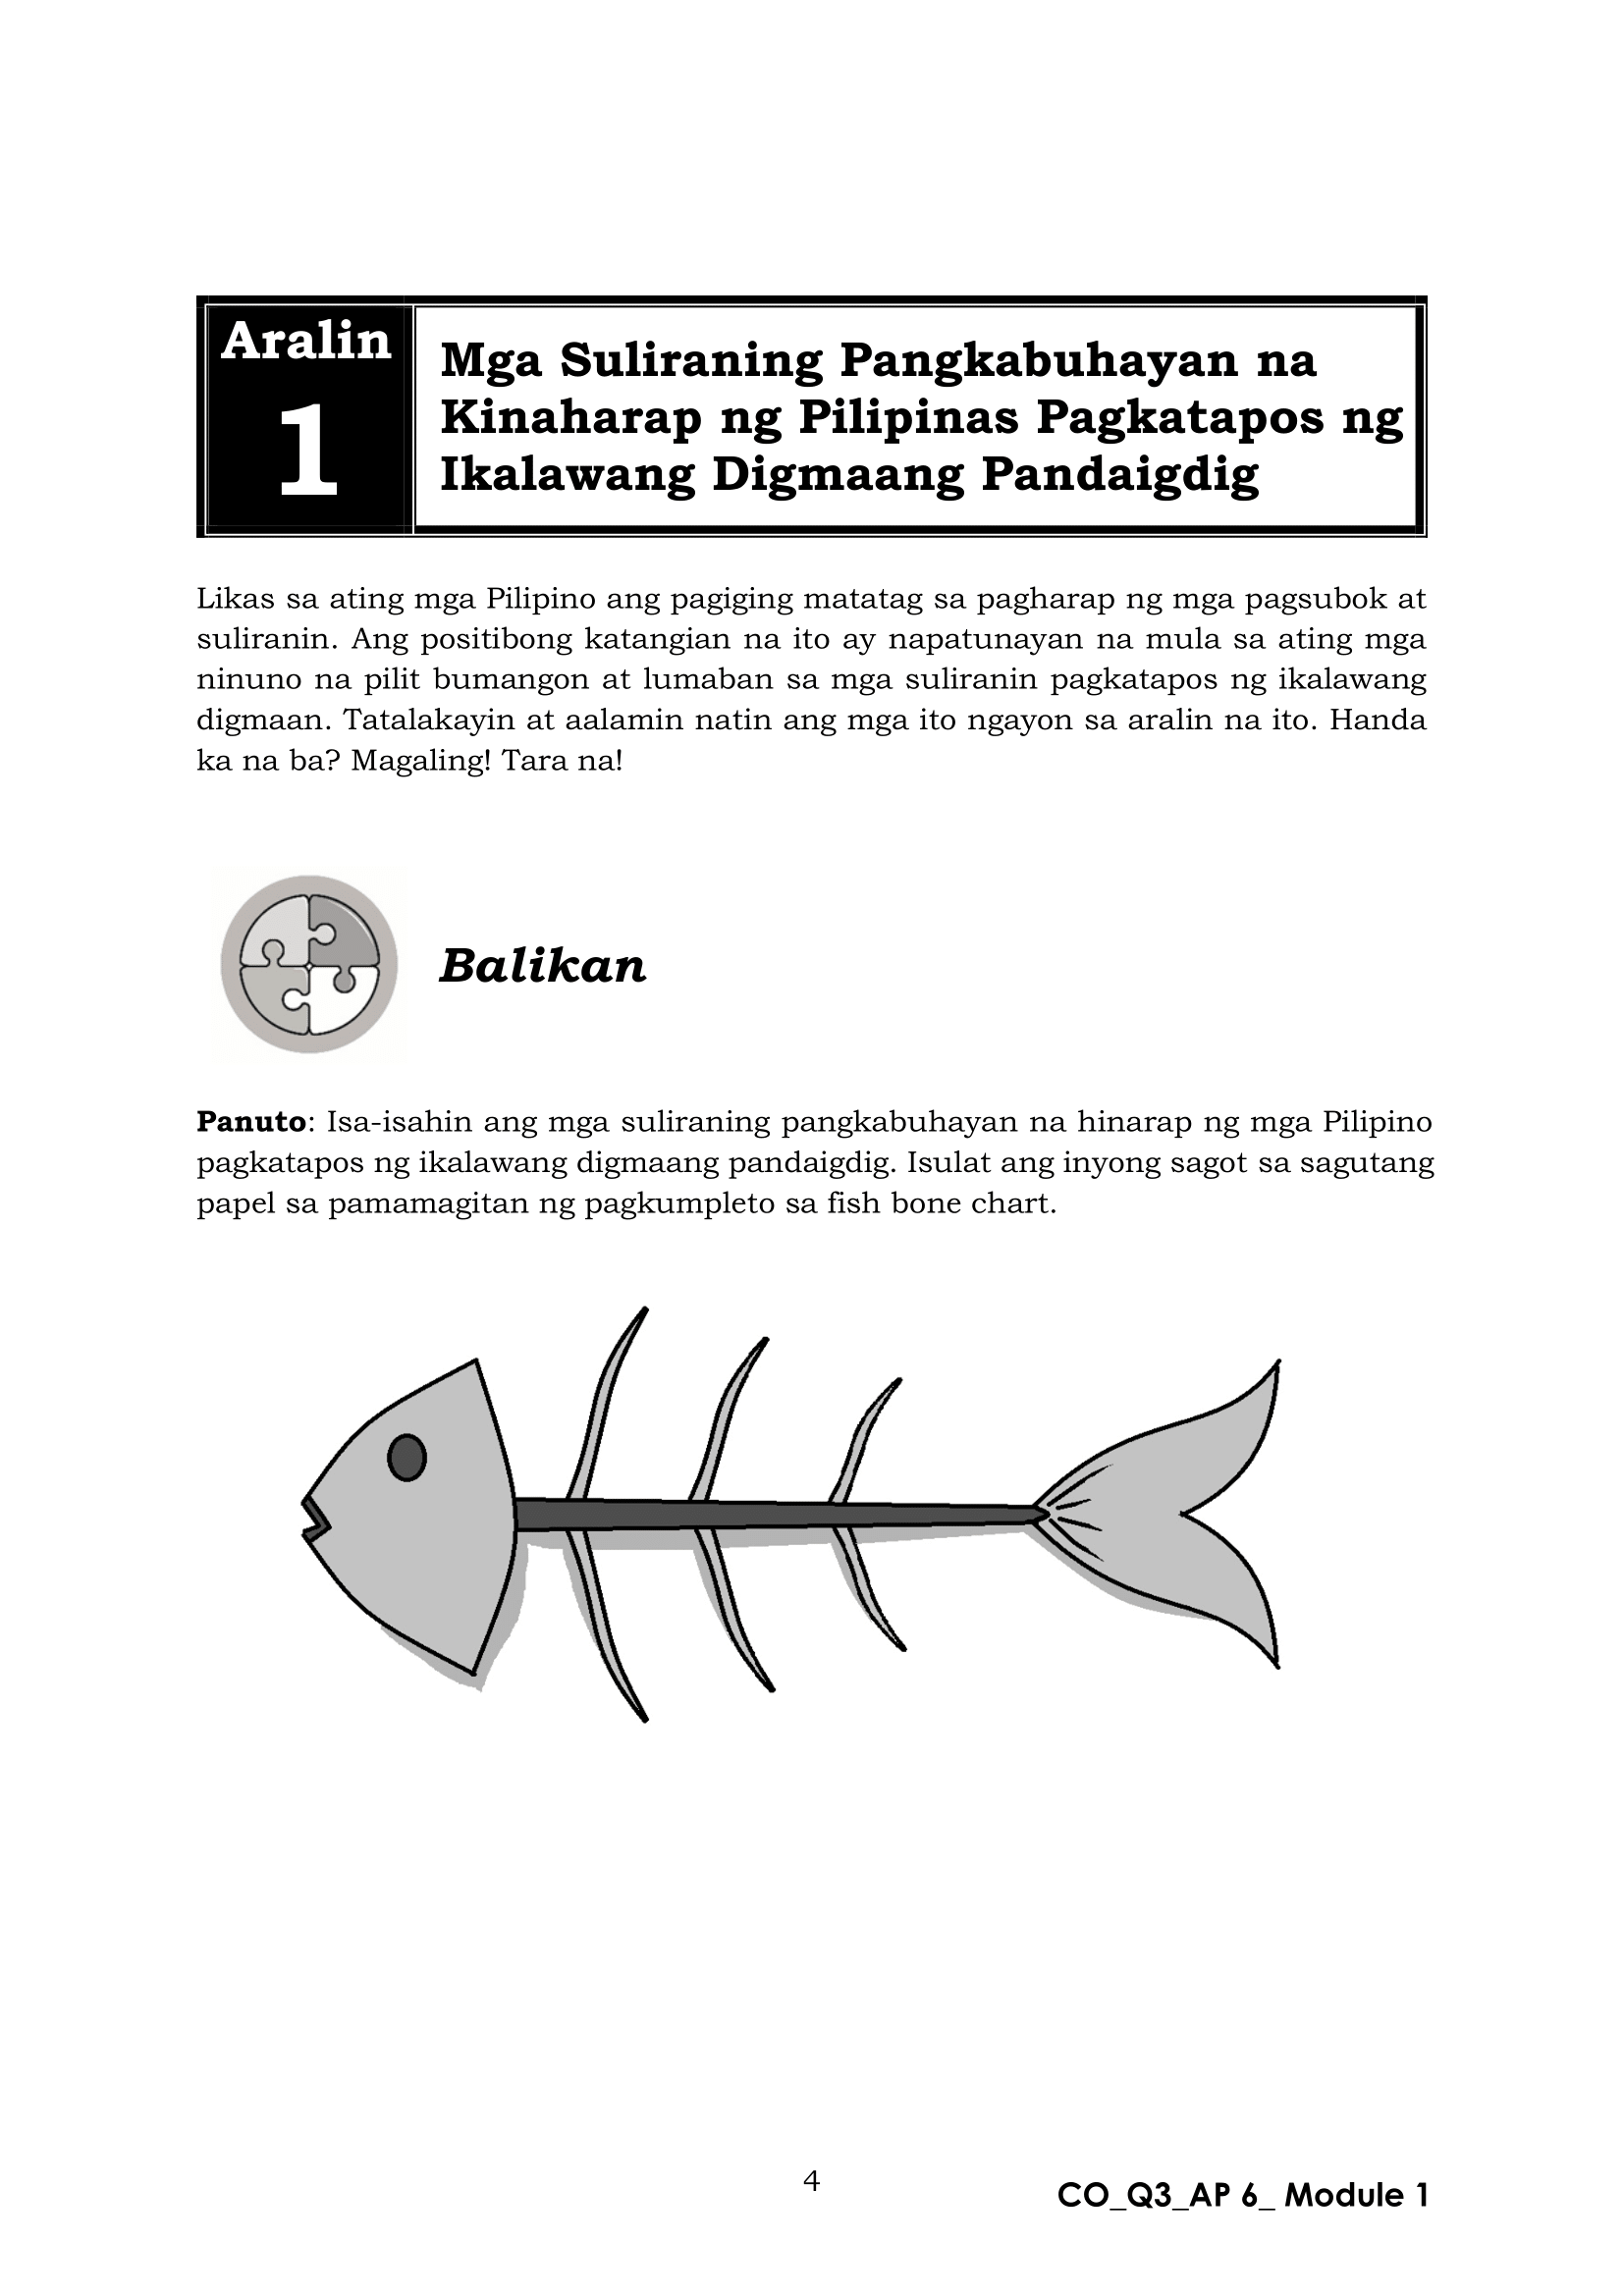 Aralin
1
Mga Suliraning Pangkabuhayan na
Kinaharap ng Pilipinas Pagkatapos ng
Ikalawang Digmaang Pandaigdig
Likas sa ating mga Pilipino ang pagiging matatag sa pagharap ng mga pagsubok at
suliranin. Ang positibong katangian na ito ay napatunayan na mula sa ating mga
ninuno na pilit bumangon at lumaban sa mga suliranin pagkatapos ng ikalawang
digmaan. Tatalakayin at aalamin natin ang mga ito ngayon sa aralin na ito. Handa
ka na ba? Magaling! Tara na!
Balikan
Panuto: Isa-isahin ang mga suliraning pangkabuhayan na hinarap ng mga Pilipino
pagkatapos ng ikalawang digmaang pandaigdig. Isulat ang inyong sagot sa sagutang
papel sa pamamagitan ng pagkumpleto sa fish bone chart.
4
CO_Q3_AP 6_ Module 1